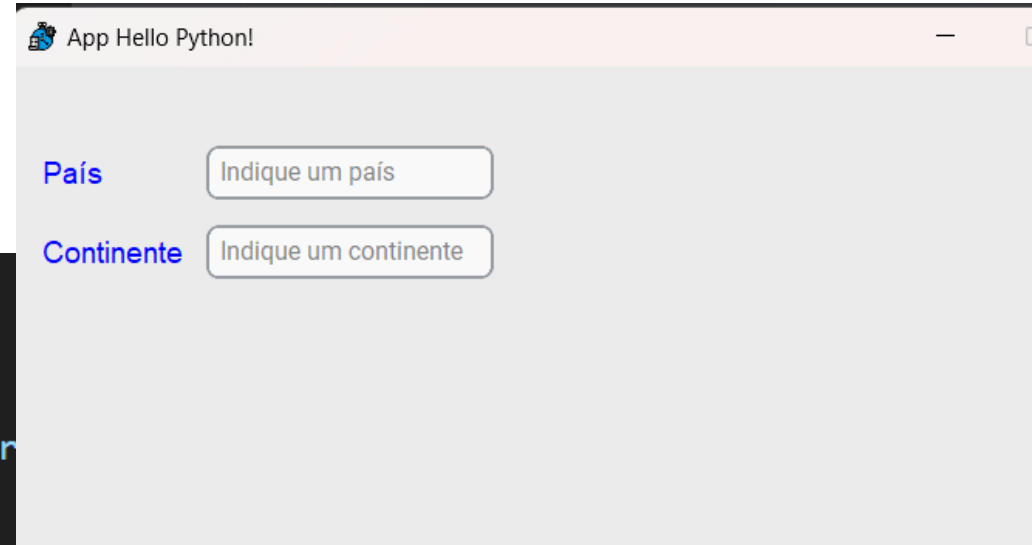 App Hello Python!
País Indique um país
Continente Indique um continente
r